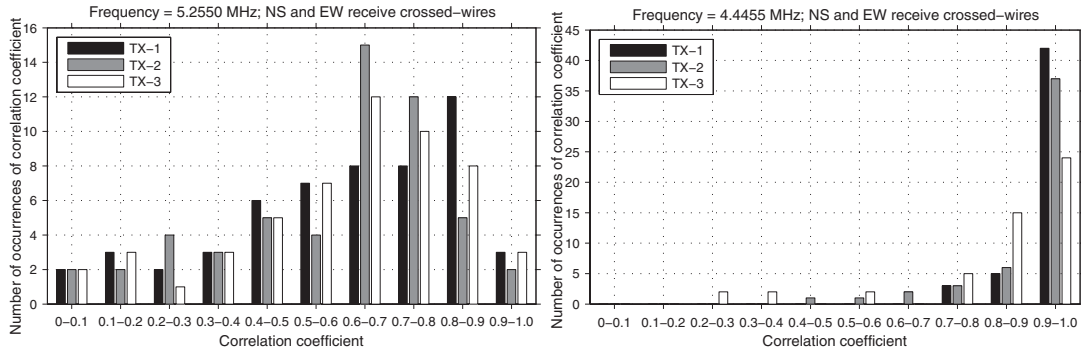 Frequency = 5.2550 MHz; NS and EW receive crossed−wires
Number of occurrences of correlation coefficient
16
14
12
10
8
6
4
2
0
TX−1
TX−2
TX−3
0−0.1 0.1−0.2 0.2−0.3 0.3−0.4 0.4−0.5 0.5−0.6 0.6−0.7 0.7−0.8 0.8−0.9 0.9−1.0
Correlation coefficient
Frequency = 4.4455 MHz; NS and EW receive crossed−wires
Number of occurrences of correlation coefficient
45
40
35
30
25
20
15
10
5
0
TX−1
TX−2
TX−3
0−0.1 0.1−0.2 0.2−0.3 0.3−0.4 0.4−0.5 0.5−0.6 0.6−0.7 0.7−0.8 0.8−0.9 0.9−1.0
Correlation coefficient